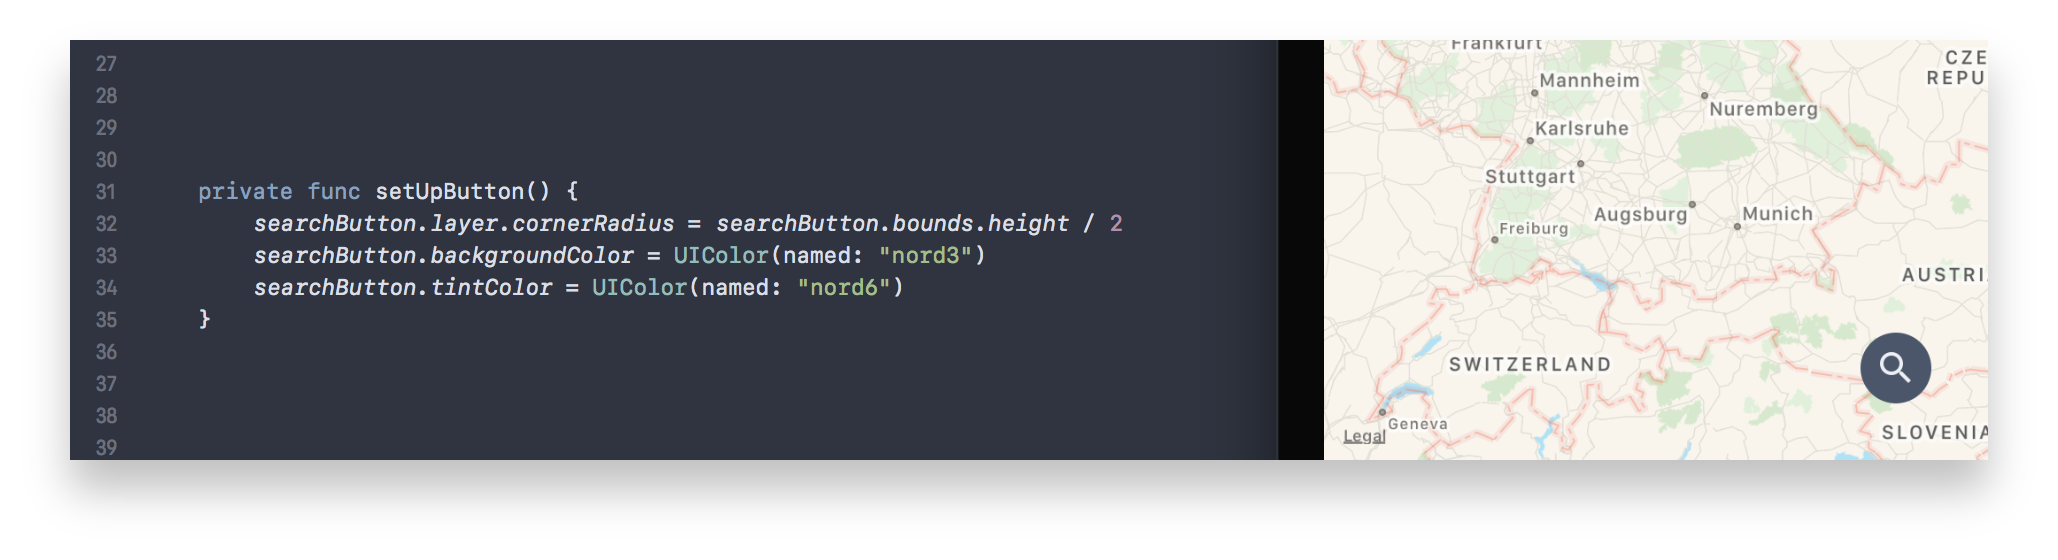 27
28
29
30
31 private func setUpButton() {
32 searchButton.layer.cornerRadius = searchButton.bounds.height / 2
33 searchButton.backgroundColor = UIColor(named: "nord3")
34 searchButton.tintColor = UIColor(named: "nord6")
35 }
36
37
38
39
Frankfurt
CZE
REPU
Mannheim
Nuremberg
Karlsruhe
Stuttgart
Augsburg
Munich
Freiburg
AUSTRI
SWITZERLAND
Geneva
Legal
SLOVENIA